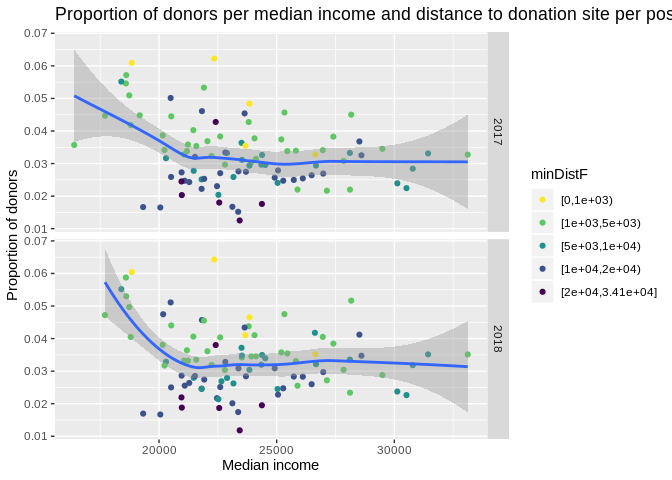 Proportion of donors per median income and distance to donation site per pos
0.07
0.06
0.05
0.04
0.03
0.02
0.01
2017
0.07
0.06
0.05
0.04
0.03
0.02
0.01
2018
Proportion of donors
20000 25000 30000
Median income
minDistF
[0,1e+03)
[1e+03,5e+03)
[5e+03,1e+04)
[1e+04,2e+04)
[2e+04,3.41e+04]